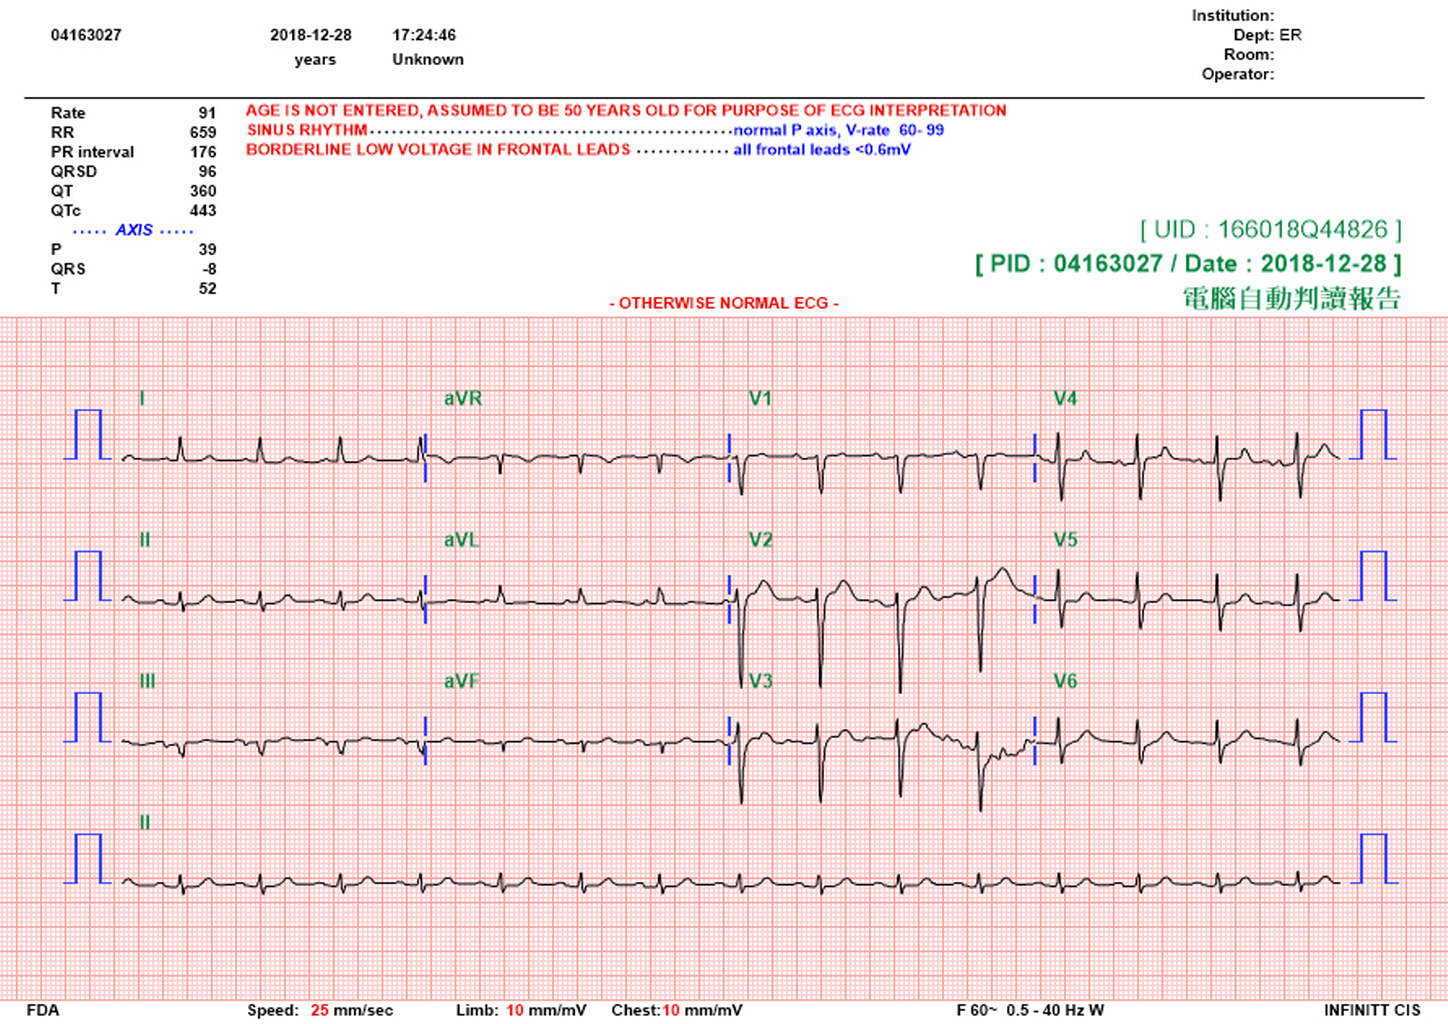 Institution:
04163027 2018-12-28 17:24:46 Dept: ER
years Unknown Room:
Operator:
Rate 91 AGE IS NOT ENTERED, ASSUMED TO BE 50 YEARS OLD FOR PURPOSE OF ECG INTERPRETATION
RR 659 SINUS RHYTHM..........................................normal P axis, V-rate 60- 99
PR interval 176 BORDERLINE LOW VOLTAGE IN FRONTAL LEADS ............. all frontal leads <0.6mV
QRSD 96
QT 360
QTc 443
..... AXIS .....
P 39
QRS -8
T 52
[ UID : 166018Q44826 ]
[ PID : 04163027 / Date : 2018-12-28 ]
電腦自動判讀報告
- OTHERWISE NORMAL ECG -
I aVR V1 V4
II aVL V2 V5
III aVF V3 V6
II
FDA Speed: 25 mm/sec Limb: 10 mm/mV Chest:10 mm/mV F 60~ 0.5 - 40 Hz W INFINITT CIS